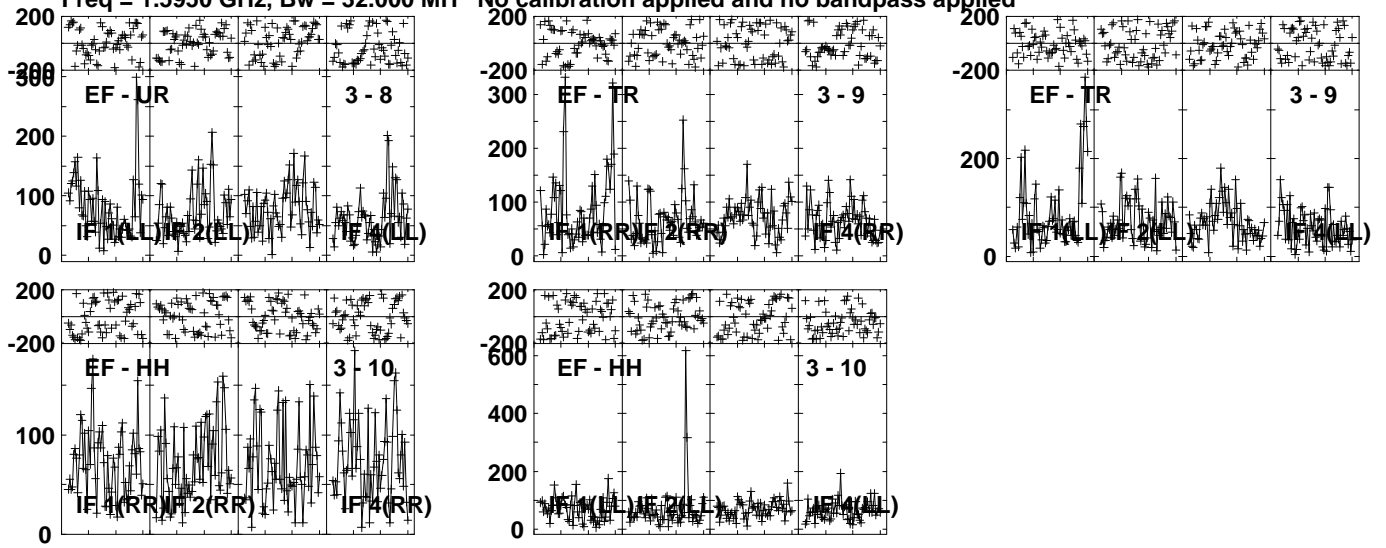 Freq = 1.5950 GHz, Bw = 32.000 MH No calibration applied and no bandpass applied
200
-200
300
200
100
0
EF - UR
3 - 8
IF 1(LL)
IF 2(LL)
IF 4(LL)
200
-200
300
200
100
0
EF - TR
3 - 9
IF 1(RR)
IF 2(RR)
IF 4(RR)
200
-200
200
0
EF - TR
3 - 9
IF 1(LL)
IF 2(LL)
IF 4(LL)
200
-200
100
0
EF - HH
3 - 10
IF 1(RR)
IF 2(RR)
IF 4(RR)
200
-200
600
400
200
0
EF - HH
3 - 10
IF 1(LL)
IF 2(LL)
IF 4(LL)